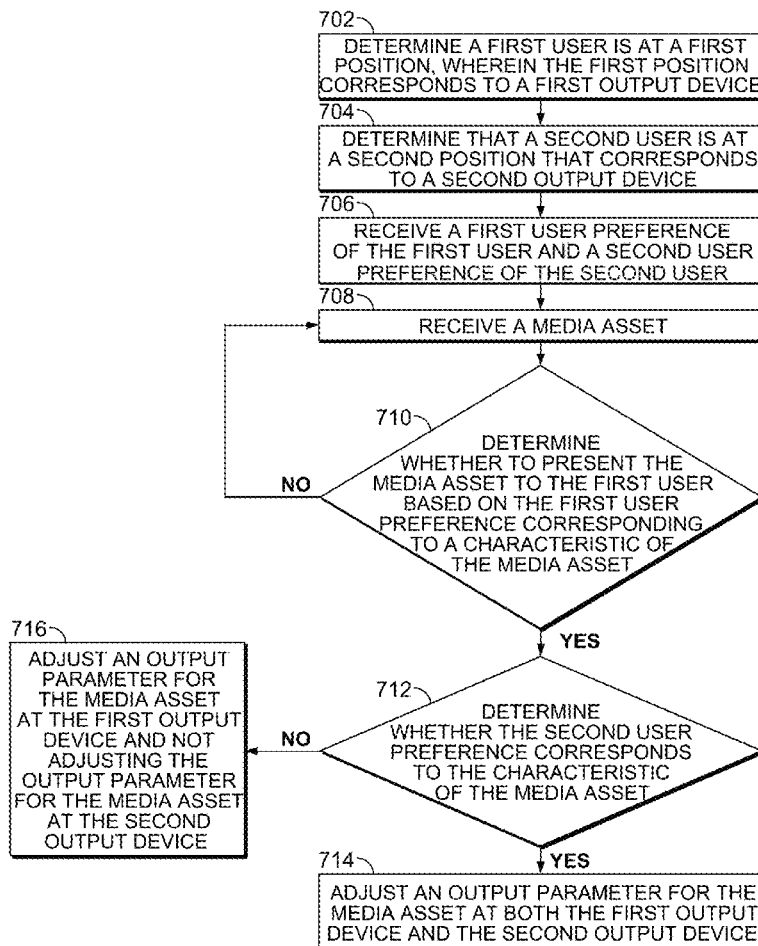 702
DETERMINE A FIRST USER IS AT A FIRST
POSITION, WHEREIN THE FIRST POSITION
CORRESPONDS TO A FIRST OUTPUT DEVICE
704
DETERMINE THAT A SECOND USER IS AT
A SECOND POSITION THAT CORRESPONDS
TO A SECOND OUTPUT DEVICE
706
RECEIVE A FIRST USER PREFERENCE
OF THE FIRST USER AND A SECOND USER
PREFERENCE OF THE SECOND USER
708
RECEIVE A MEDIA ASSET
710
DETERMINE
WHETHER TO PRESENT THE
MEDIA ASSET TO THE FIRST USER
BASED ON THE FIRST USER
PREFERENCE CORRESPONDING
TO A CHARACTERISTIC OF
THE MEDIA ASSET
NO
YES
712
DETERMINE
WHETHER THE SECOND USER
PREFERENCE CORRESPONDS
TO THE CHARACTERISTIC
OF THE MEDIA ASSET
NO
YES
716
ADJUST AN OUTPUT
PARAMETER FOR
THE MEDIA ASSET
AT THE FIRST OUTPUT
DEVICE AND NOT
ADJUSTING THE
OUTPUT PARAMETER
FOR THE MEDIA ASSET
AT THE SECOND
OUTPUT DEVICE
714
ADJUST AN OUTPUT PARAMETER FOR THE
MEDIA ASSET AT BOTH THE FIRST OUTPUT
DEVICE AND THE SECOND OUTPUT DEVICE